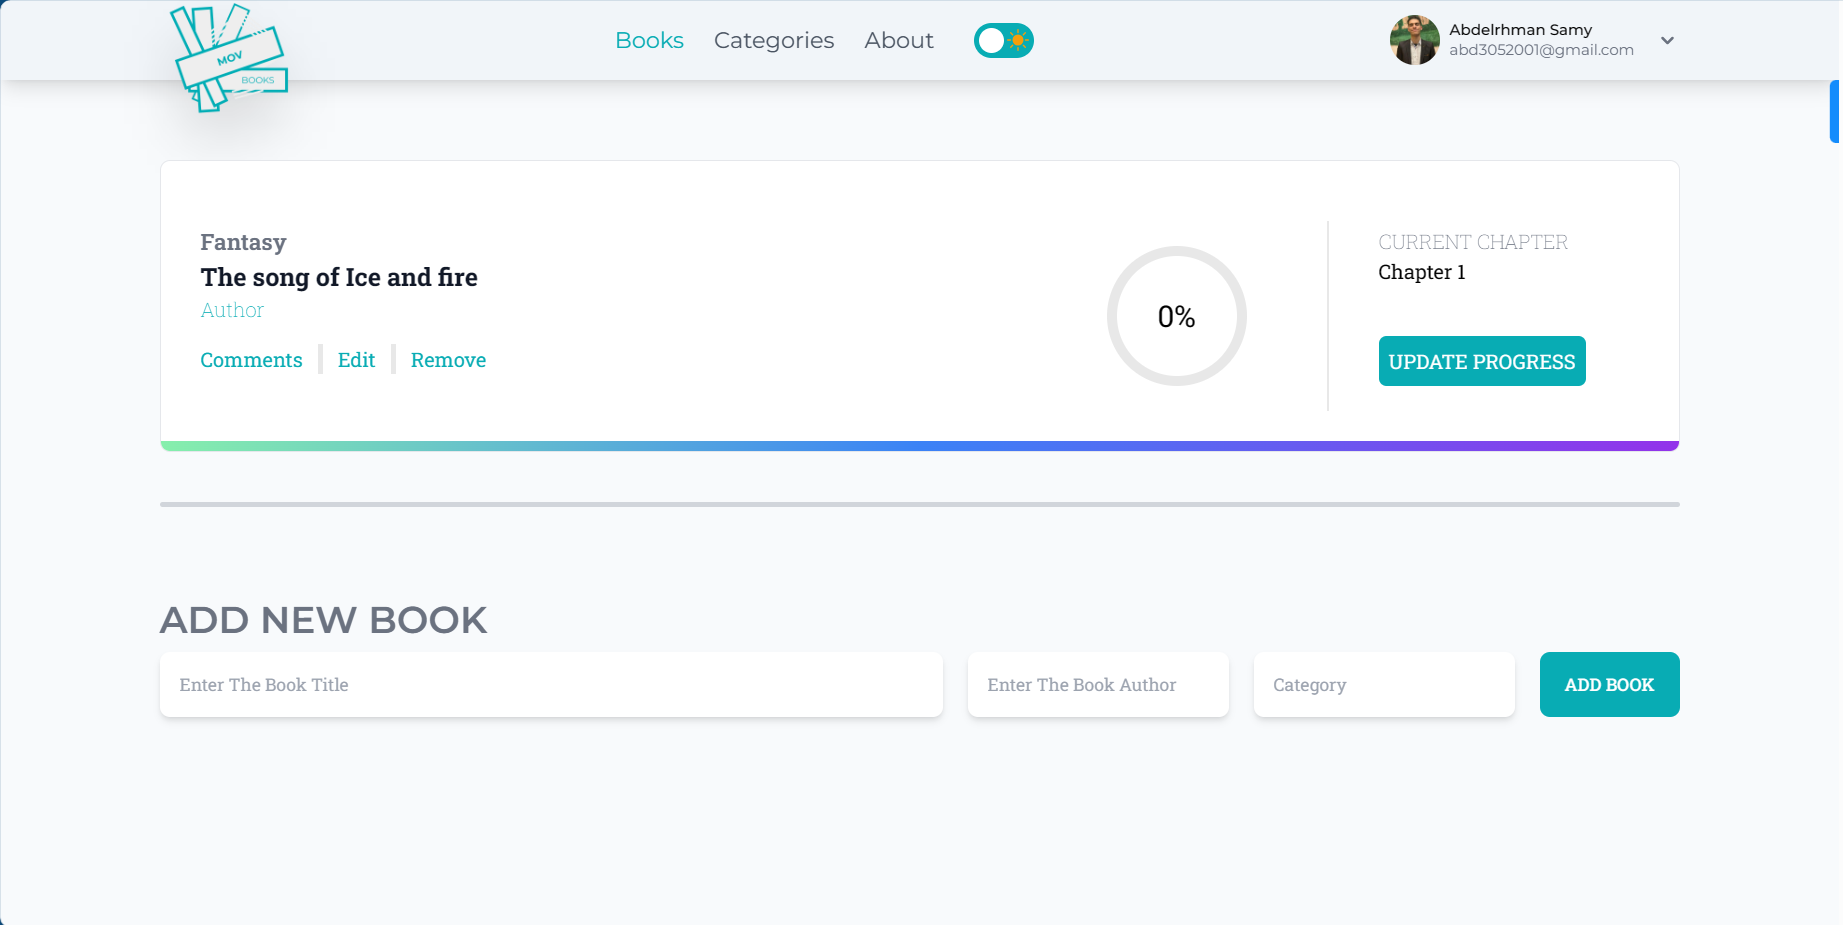 MOV
BOOKS
Books Categories About
Abdelrhman Samy
abd3052001@gmail.com
Fantasy
The song of Ice and fire
Author
Comments Edit Remove
0%
CURRENT CHAPTER
Chapter 1
UPDATE PROGRESS
ADD NEW BOOK
Enter The Book Title Enter The Book Author Category ADD BOOK